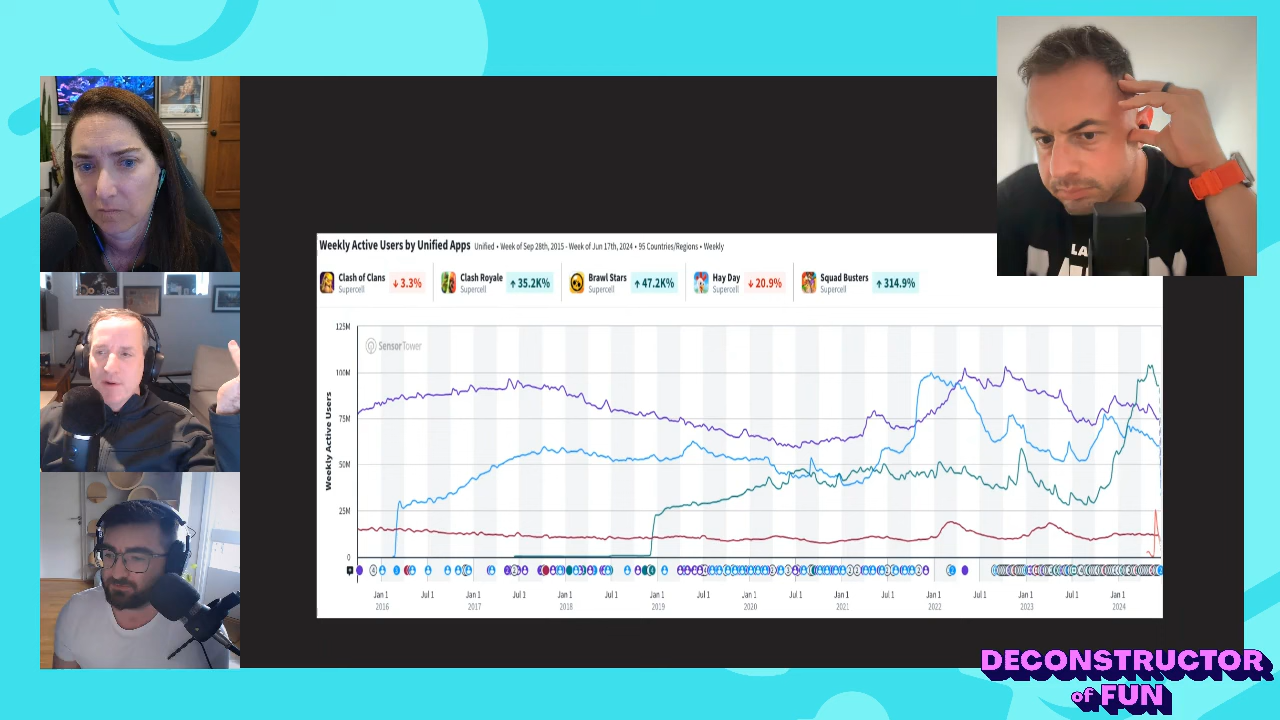 Weekly Active Users by Unified Apps Unified • Week of Sep 28th, 2015 - Week of Jun 17th, 2024 • 95 Countries/Regions • Weekly
Clash of Clans Supercell ↓ 3.3%
Clash Royale Supercell ↑ 35.2K%
Brawl Stars Supercell ↑ 47.2K%
Hay Day Supercell ↓ 20.9%
Squad Busters Supercell ↑ 314.9%
SensorTower
Weekly Active Users
125M
100M
75M
50M
25M
0
Jan 1 Jul 1 Jan 1 Jul 1 Jan 1 Jul 1 Jan 1 Jul 1 Jan 1 Jul 1 Jan 1 Jul 1 Jan 1 Jul 1 Jan 1 Jul 1 Jan 1
2016 2017 2018 2019 2020 2021 2022 2023 2024
LA
DECONSTRUCTOR
of FUN